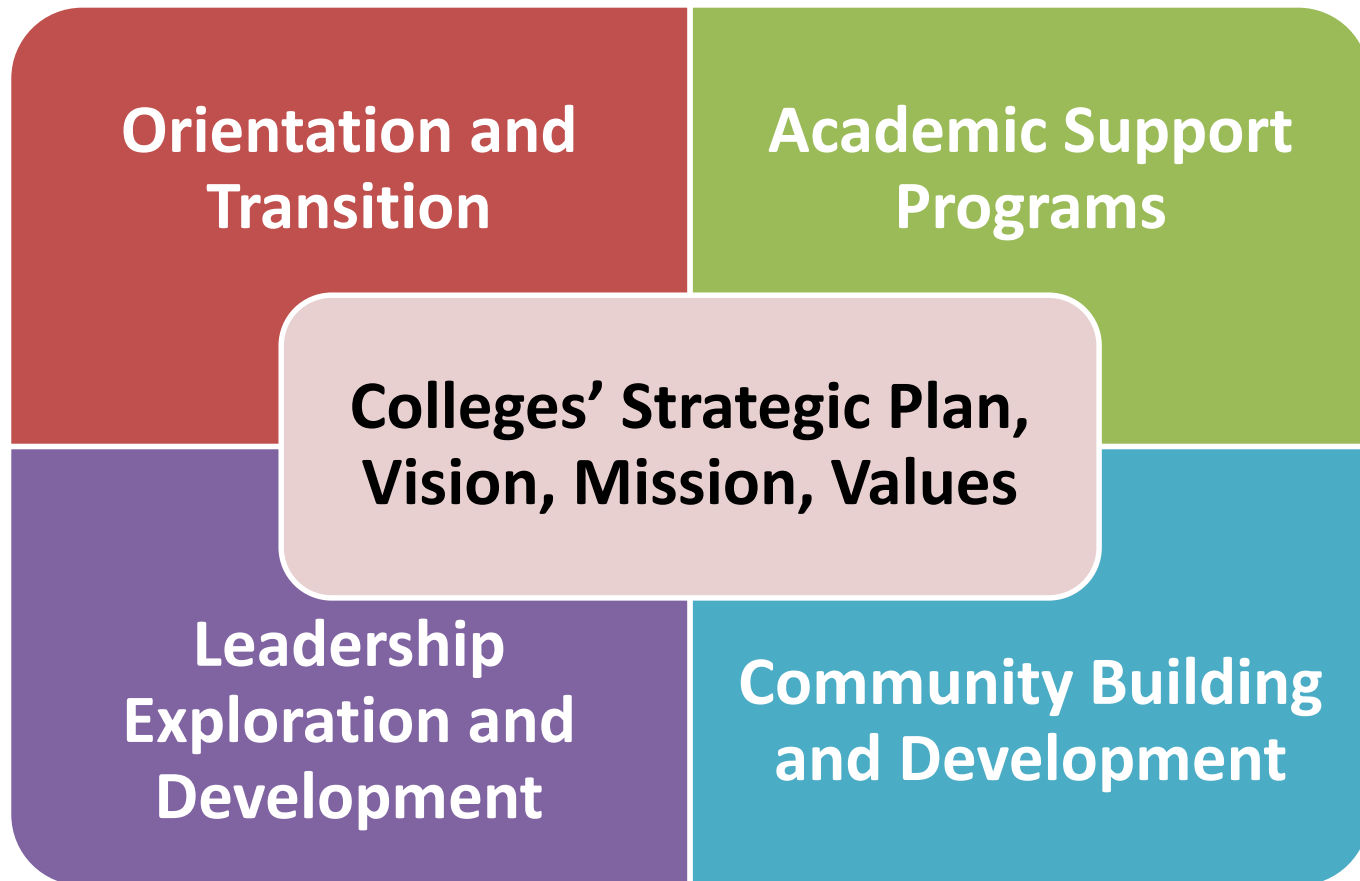 Orientation and
Transition
Academic Support
Programs
Colleges’ Strategic Plan,
Vision, Mission, Values
Leadership
Exploration and
Development
Community Building
and Development